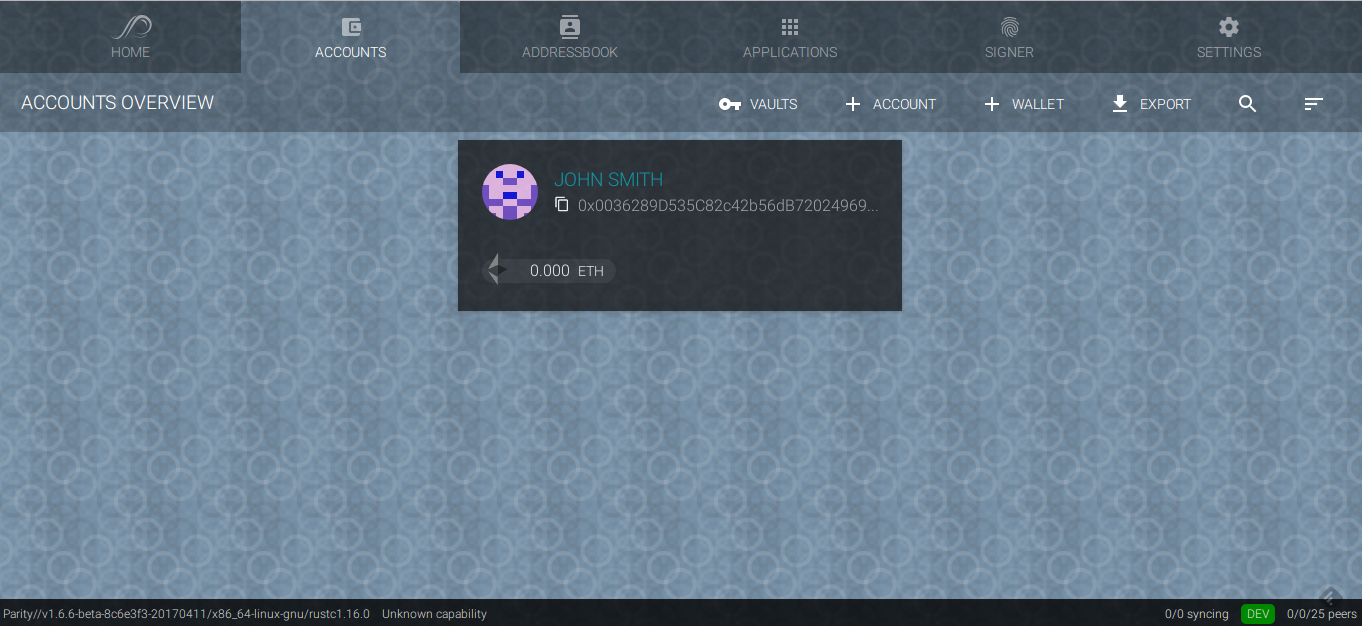 HOME
ACCOUNTS
ADDRESSBOOK
APPLICATIONS
SIGNER
SETTINGS
ACCOUNTS OVERVIEW
VAULTS
ACCOUNT
WALLET
EXPORT
JOHN SMITH
0x0036289D535C82c42b56dB72024969...
0.000 ETH
Parity//v1.6.6-beta-8c6e3f3-20170411/x86_64-linux-gnu/rustc1.16.0 Unknown capability
0/0 syncing DEV 0/0/25 peers